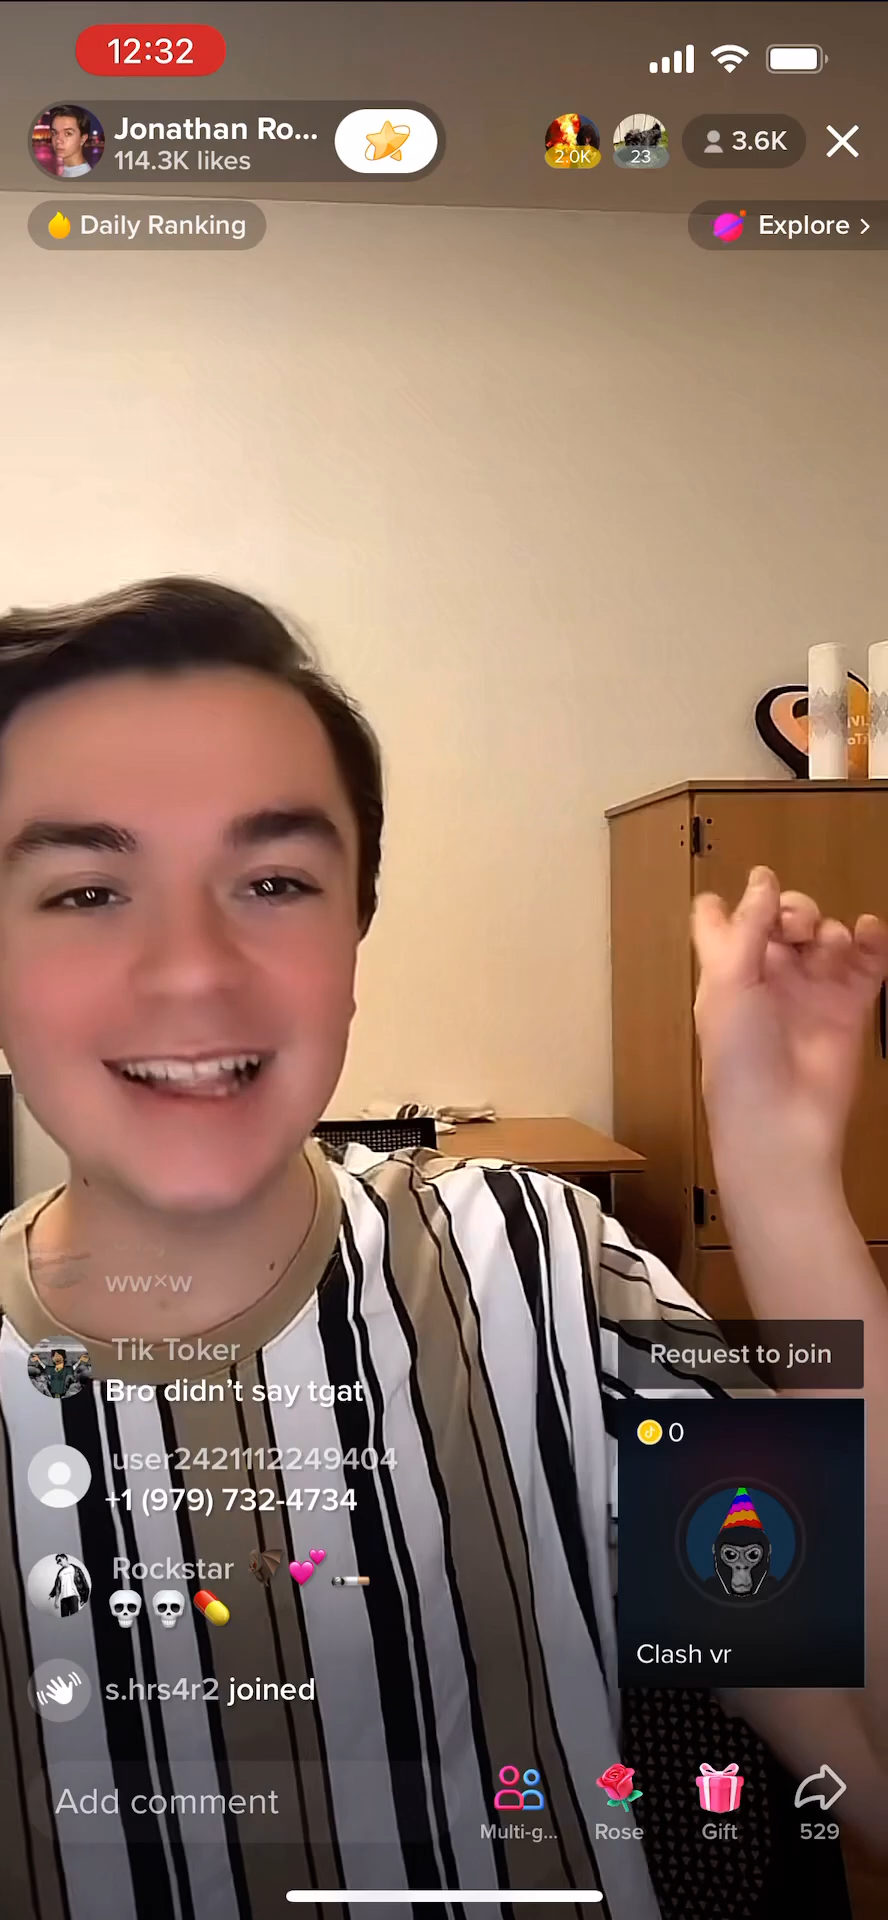 12:32
Jonathan Ro...
114.3K likes
2.0K
23
3.6K
Daily Ranking
Explore >
ww×w
Tik Toker
Bro didn't say tgat
user2421112249404
+1 (979) 732-4734
Rockstar 🦇💕🚬
💀💀💊
s.hrs4r2 joined
Request to join
0
Clash vr
Add comment
Multi-g...
Rose
Gift
529